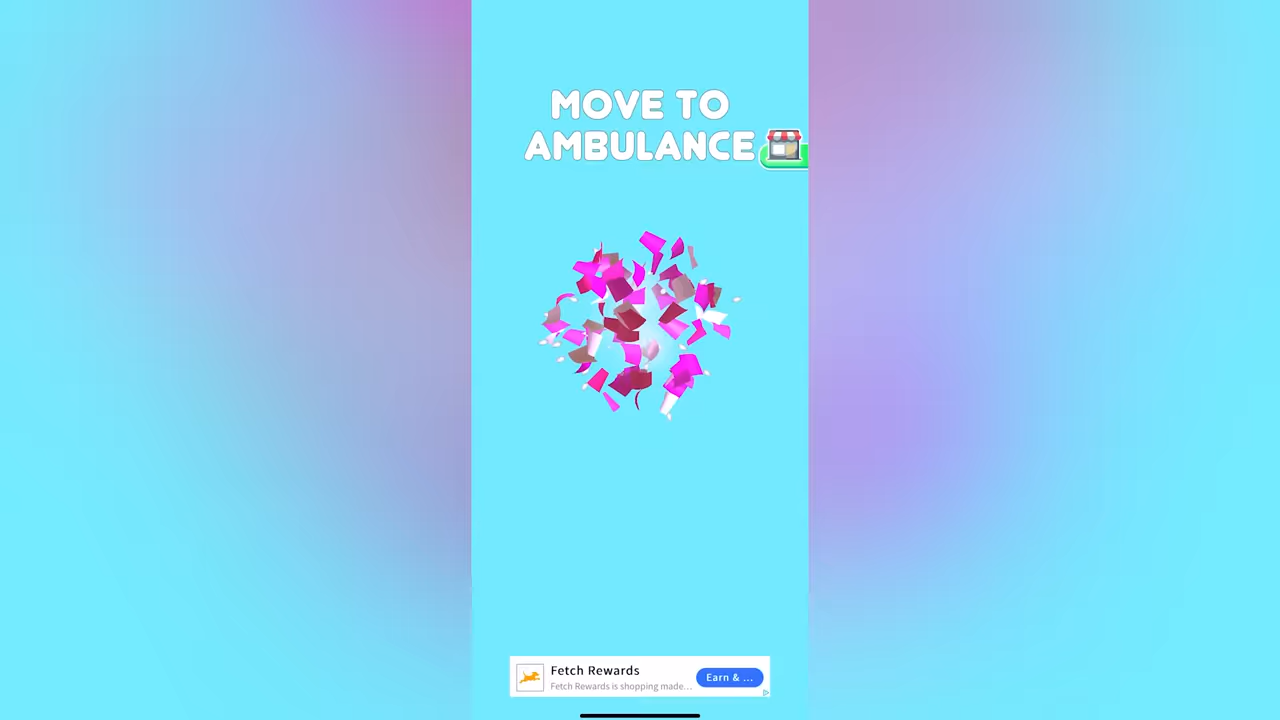 MOVE TO
AMBULANCE
Fetch Rewards
Fetch Rewards is shopping made...
Earn & ...